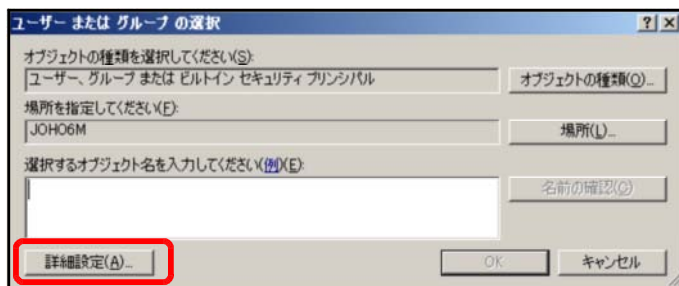 ユーザー または グループ の選択
オブジェクトの種類を選択してください(S):
ユーザー、グループ または ビルトイン セキュリティ プリンシパル
オブジェクトの種類(O)...
場所を指定してください(F):
JOHO6M
場所(L)...
選択するオブジェクト名を入力してください(例)(E):
名前の確認(C)
詳細設定(A)...
OK
キャンセル